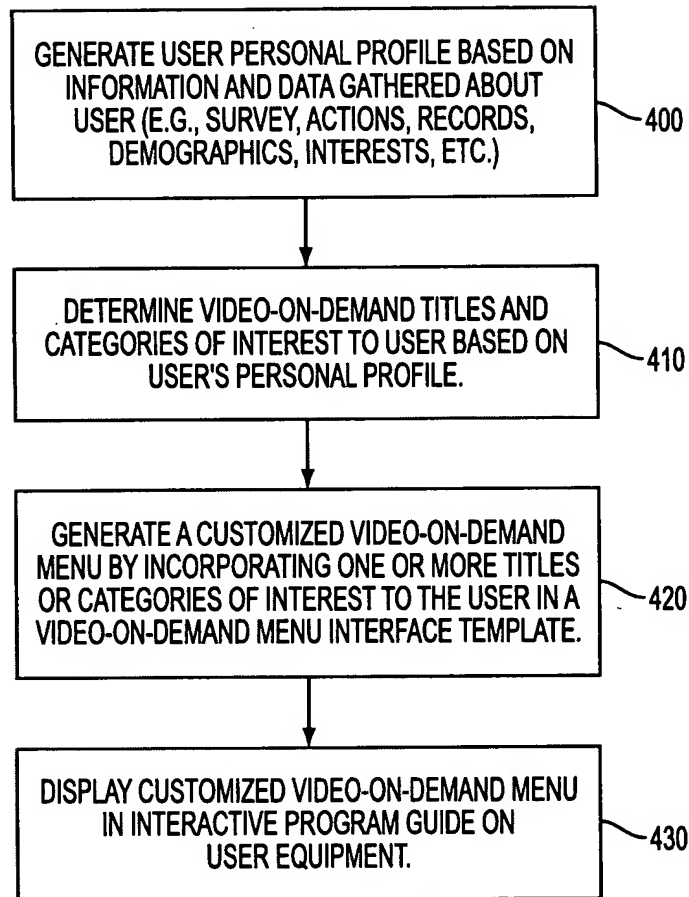 GENERATE USER PERSONAL PROFILE BASED ON
INFORMATION AND DATA GATHERED ABOUT
USER (E.G., SURVEY, ACTIONS, RECORDS,
DEMOGRAPHICS, INTERESTS, ETC.)
400
DETERMINE VIDEO-ON-DEMAND TITLES AND
CATEGORIES OF INTEREST TO USER BASED ON
USER'S PERSONAL PROFILE.
410
GENERATE A CUSTOMIZED VIDEO-ON-DEMAND
MENU BY INCORPORATING ONE OR MORE TITLES
OR CATEGORIES OF INTEREST TO THE USER IN A
VIDEO-ON-DEMAND MENU INTERFACE TEMPLATE.
420
DISPLAY CUSTOMIZED VIDEO-ON-DEMAND MENU
IN INTERACTIVE PROGRAM GUIDE ON
USER EQUIPMENT.
430